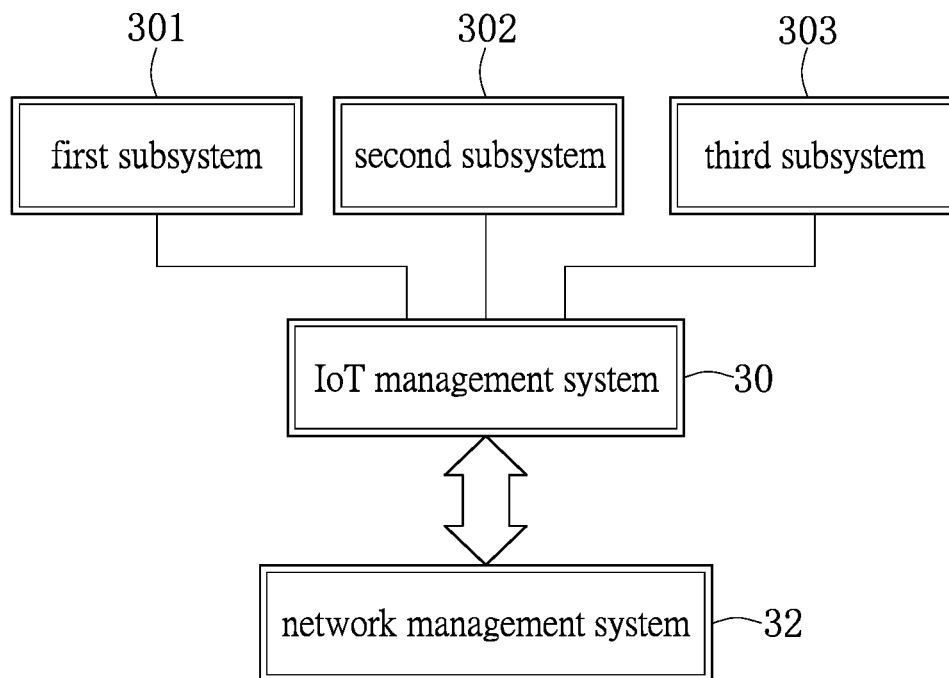 301
302
303
first subsystem
second subsystem
third subsystem
IoT management system
30
network management system
32